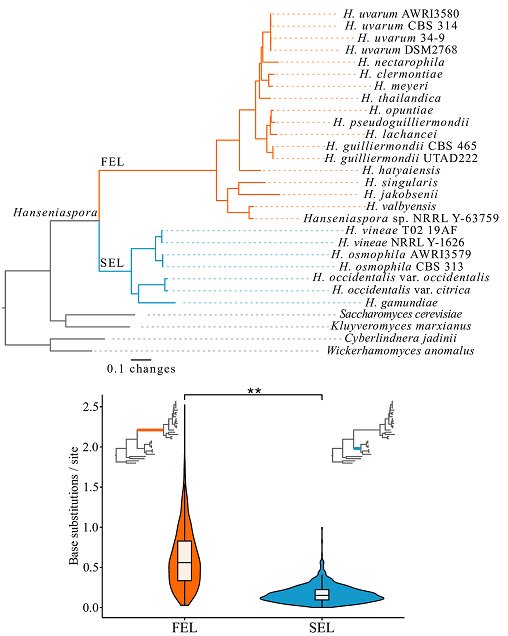 H. uvarum AWRI3580
H. uvarum CBS 314
H. uvarum 34-9
H. uvarum DSM2768
H. nectarophila
H. clermontiae
H. meyeri
H. thailandica
H. opuntiae
H. pseudoguilliermondii
H. lachancei
H. guilliermondii CBS 465
H. guilliermondii UTAD222
FEL
H. hatyaiensis
H. singularis
H. jakobsenii
H. valbyensis
Hanseniaspora
Hanseniaspora sp. NRRL Y-63759
H. vineae T02 19AF
H. vineae NRRL Y-1626
H. osmophila AWRI3579
SEL
H. osmophila CBS 313
H. occidentalis var. occidentalis
H. occidentalis var. citrica
H. gamundiae
Saccharomyces cerevisiae
Kluyveromyces marxianus
Cyberlindnera jadinii
Wickerhamomyces anomalus
0.1 changes
**
2.5
2.0
1.5
1.0
0.5
0.0
Base substitutions / site
FEL SEL